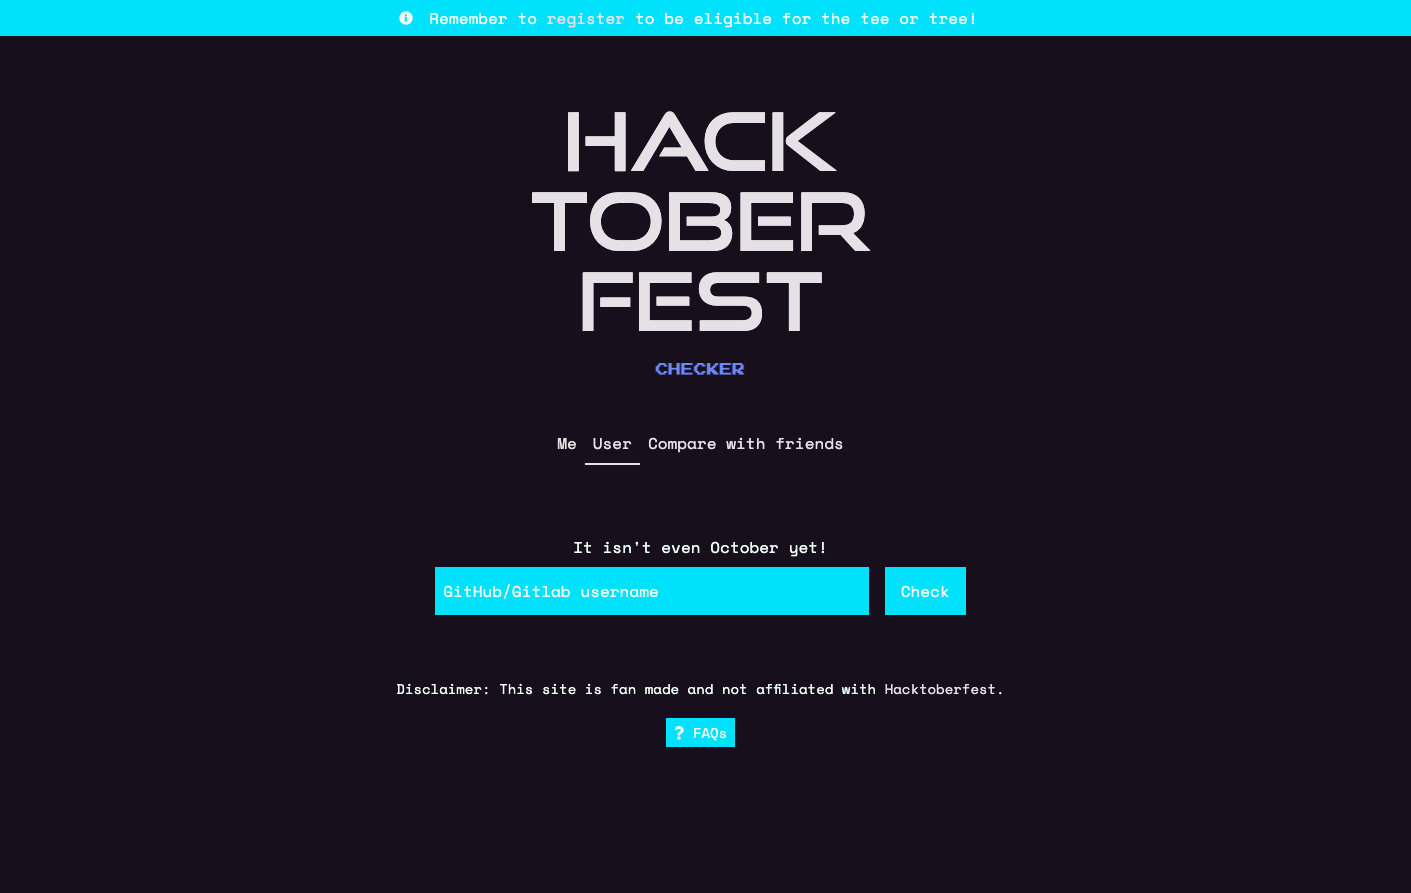 Remember to register to be eligible for the tee or tree!
HACK
TOBER
FEST
CHECKER
Me User Compare with friends
It isn't even October yet!
GitHub/Gitlab username Check
Disclaimer: This site is fan made and not affiliated with Hacktoberfest.
? FAQs